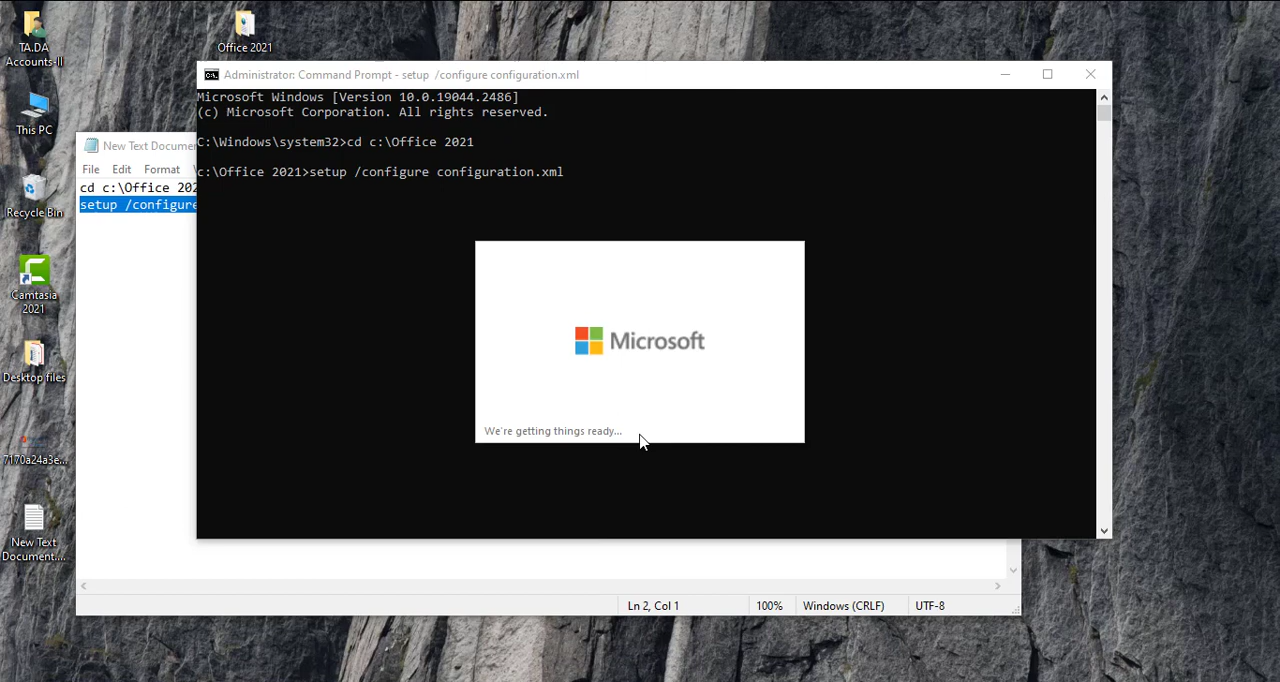 TA.DA
Accounts-II
Office 2021
This PC
Recycle Bin
Camtasia
2021
Desktop files
7170a24a3e...
New Text
Document....
New Text Documen
File Edit Format
cd c:\Office 202
setup /configure
Administrator: Command Prompt - setup /configure configuration.xml
Microsoft Windows [Version 10.0.19044.2486]
(c) Microsoft Corporation. All rights reserved.
C:\Windows\system32>cd c:\Office 2021
c:\Office 2021>setup /configure configuration.xml
Microsoft
We're getting things ready...
Ln 2, Col 1 100% Windows (CRLF) UTF-8